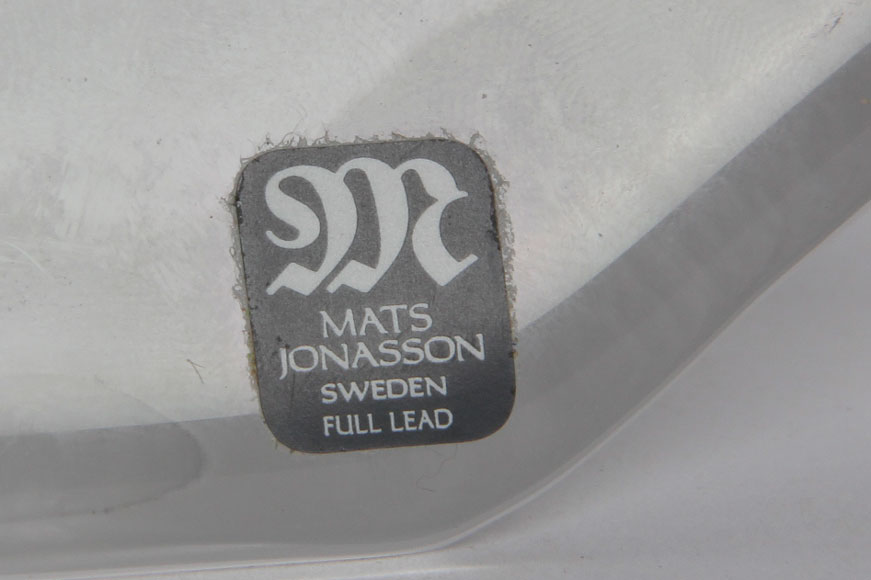 M
MATS
JONASSON
SWEDEN
FULL LEAD